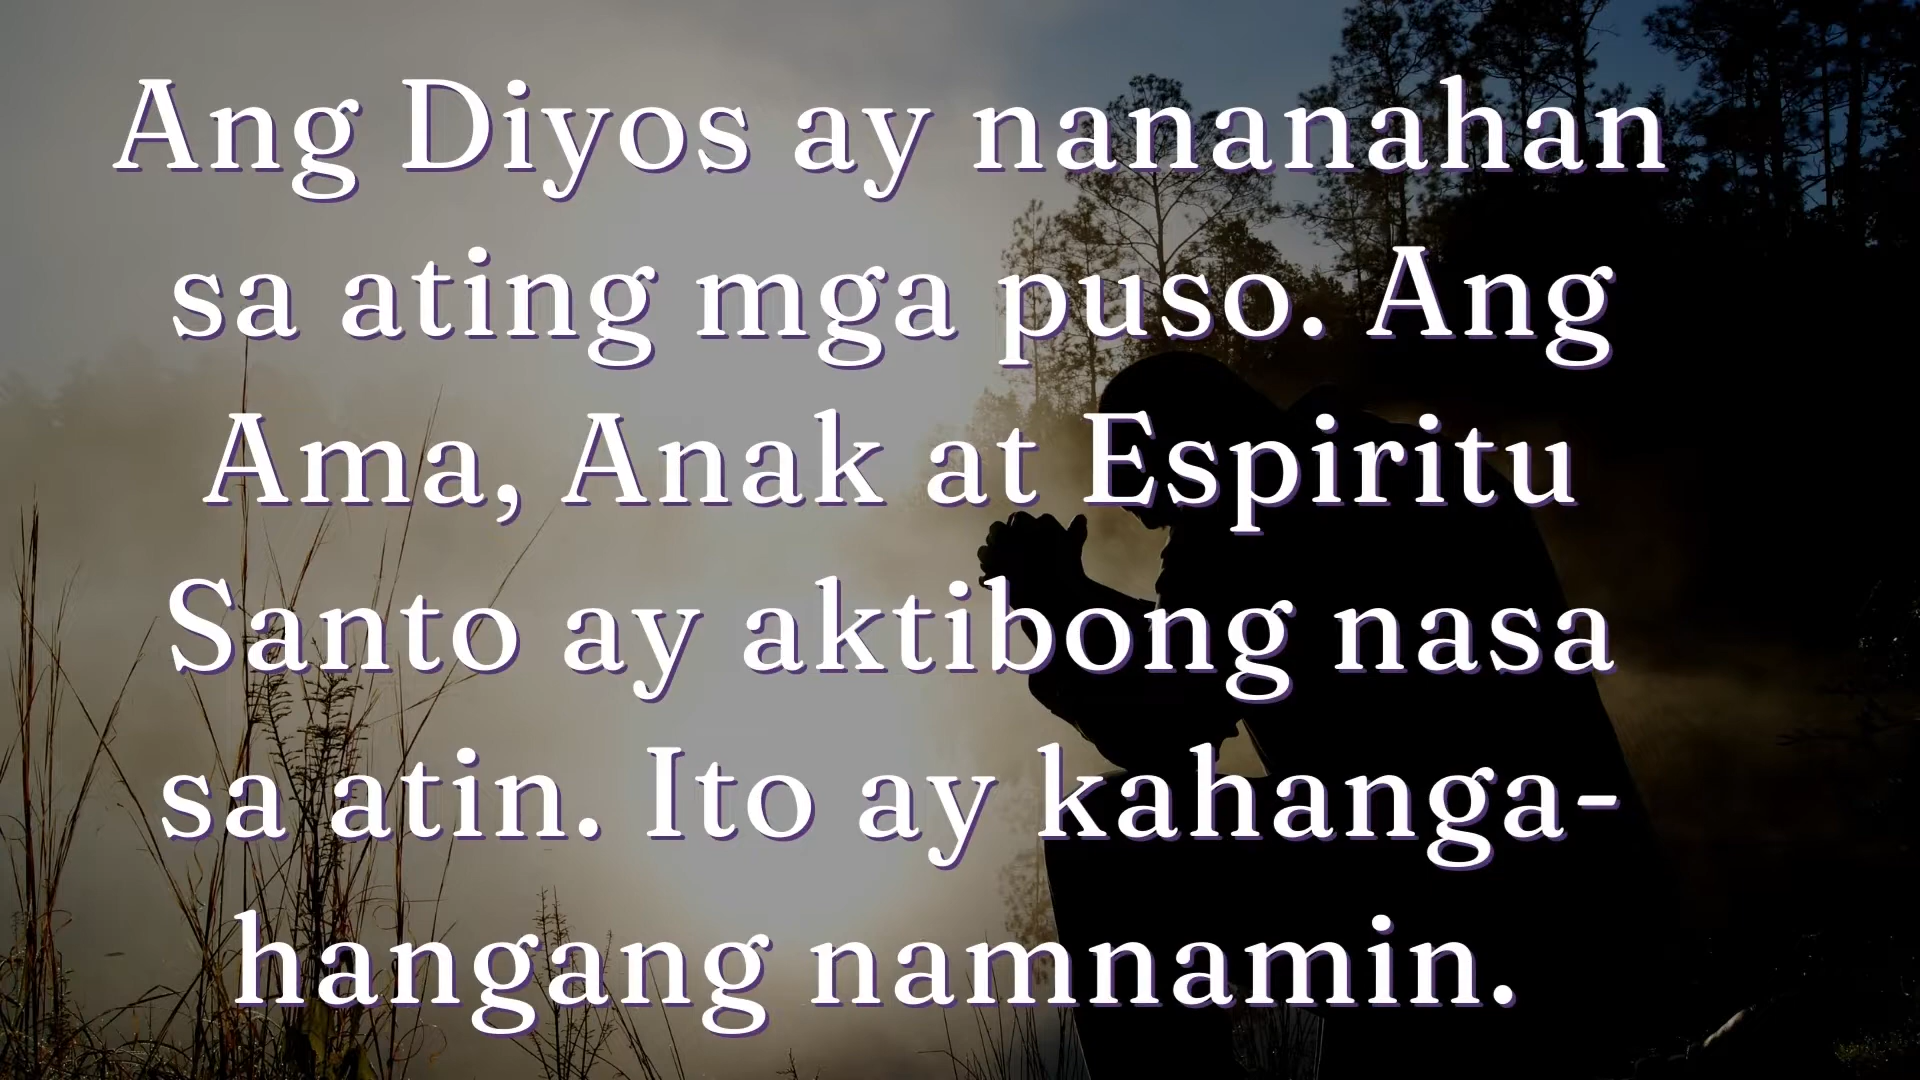 Ang Diyos ay nananahan
sa ating mga puso. Ang
Ama, Anak at Espiritu
Santo ay aktibong nasa
sa atin. Ito ay kahanga-
hangang namnamin.